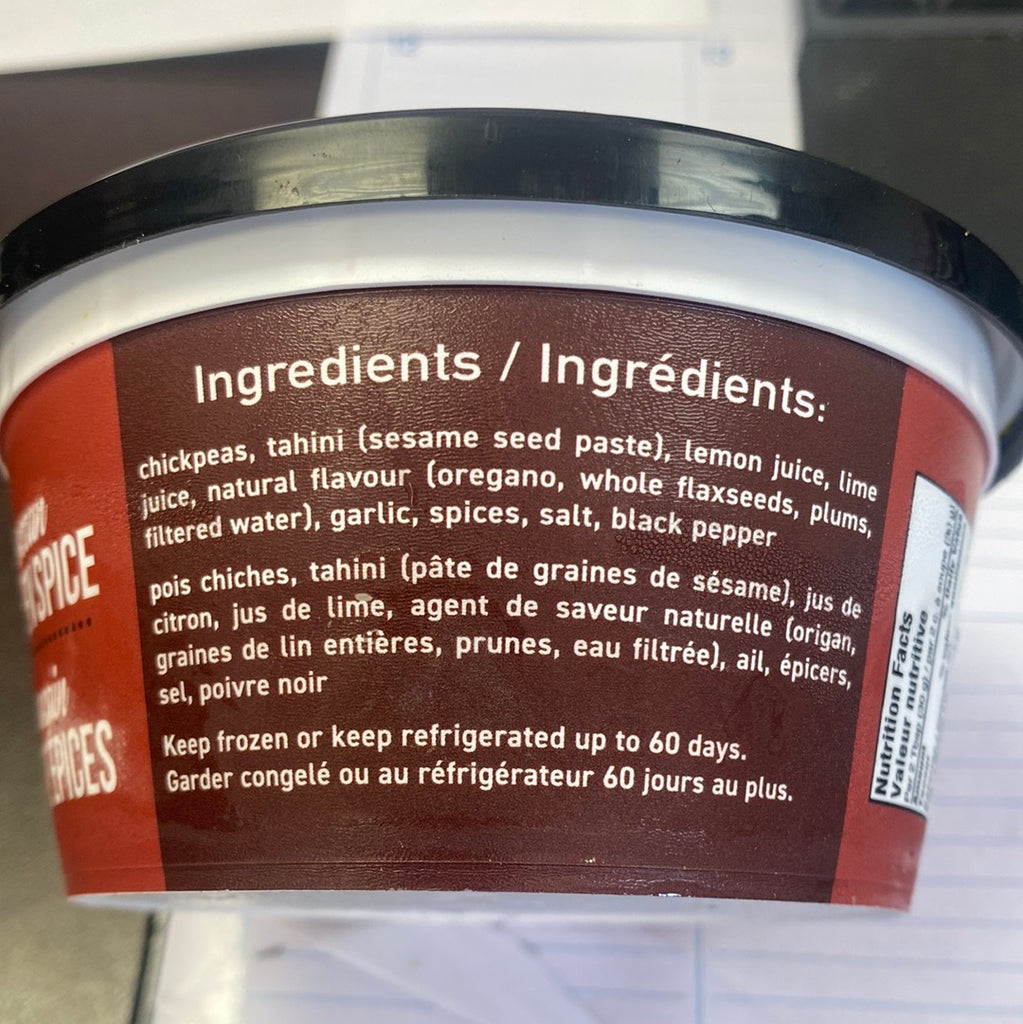 Ingredients / Ingrédients:
chickpeas, tahini (sesame seed paste), lemon juice, lime
juice, natural flavour (oregano, whole flaxseeds, plums,
filtered water), garlic, spices, salt, black pepper
pois chiches, tahini (pâte de graines de sésame), jus de
citron, jus de lime, agent de saveur naturelle (origan,
graines de lin entières, prunes, eau filtrée), ail, épicers,
sel, poivre noir
Keep frozen or keep refrigerated up to 60 days.
Garder congelé ou au réfrigérateur 60 jours au plus.
SPICE
ÉPICES
Nutrition Facts
Valeur nutritive